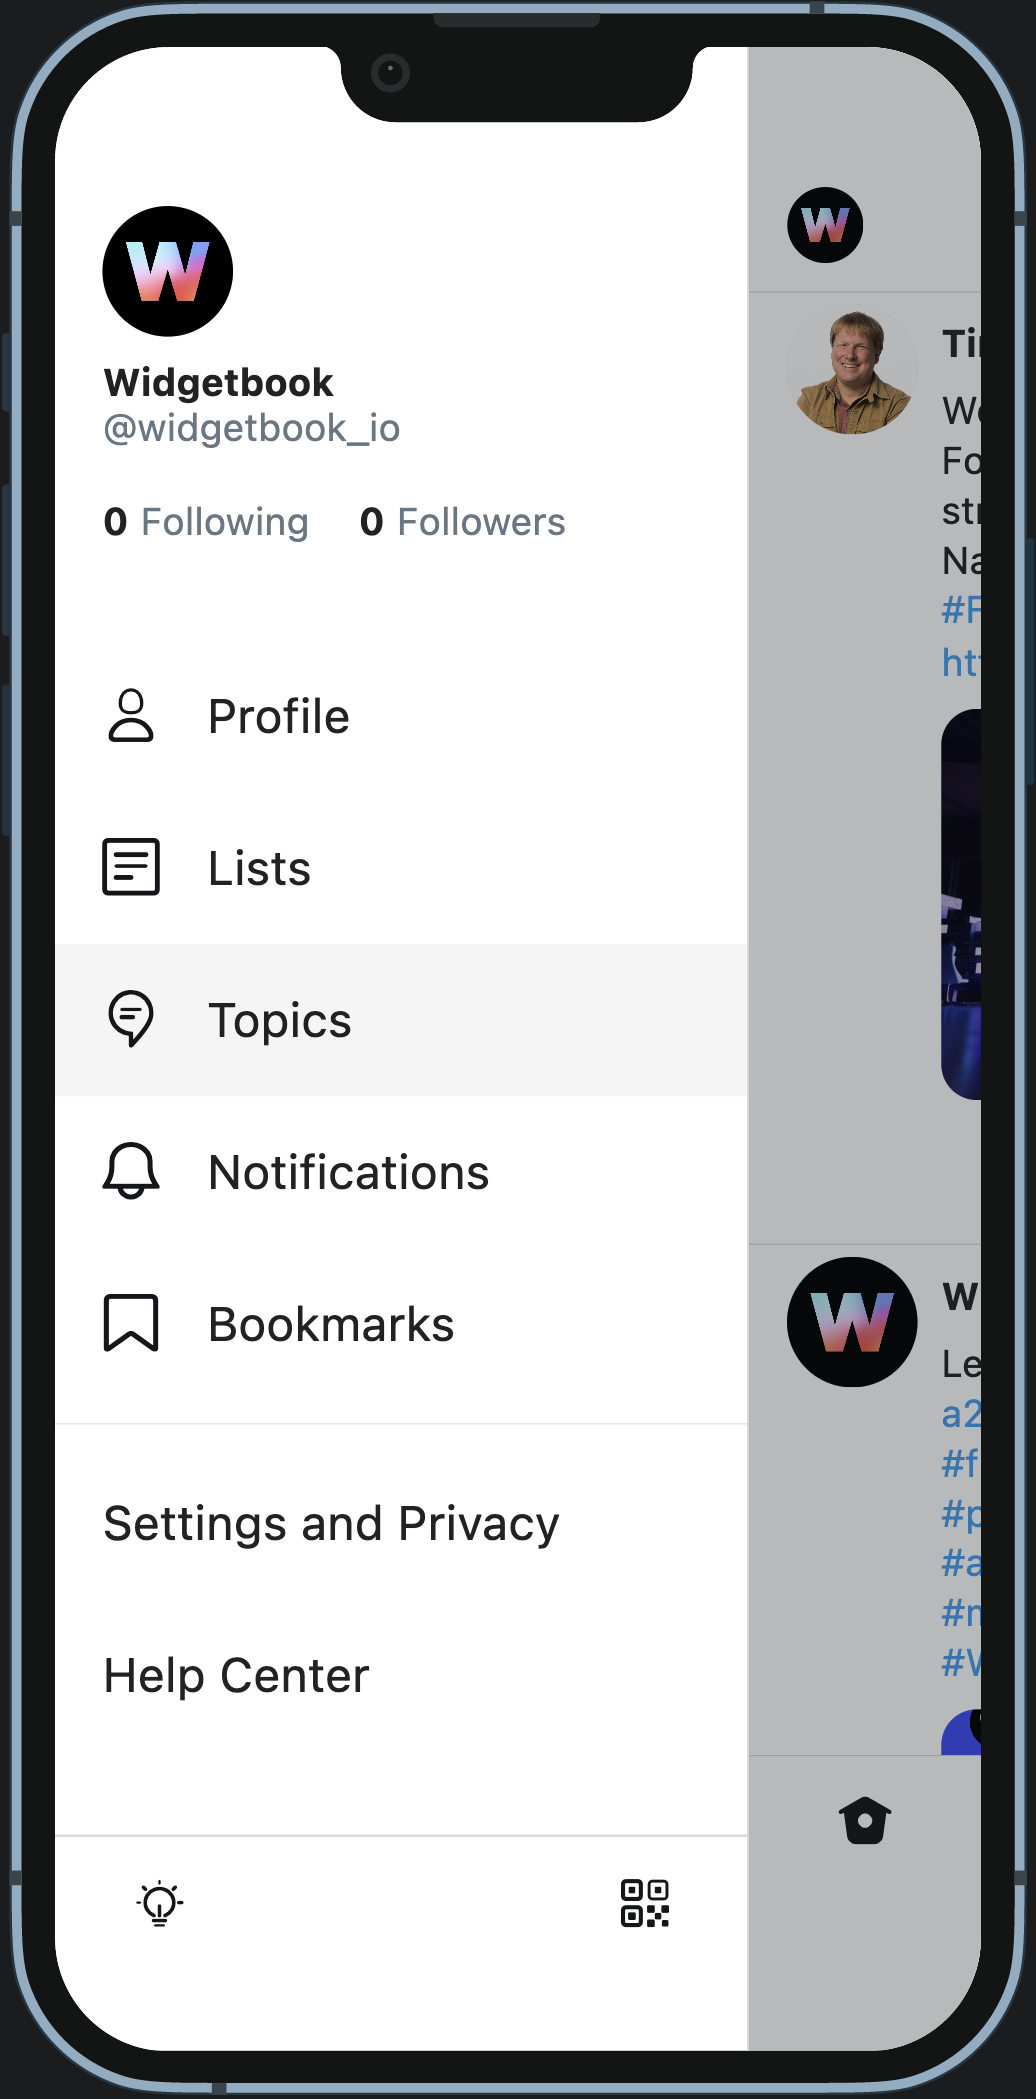 W
Widgetbook
@widgetbook_io
0 Following 0 Followers
Profile
Lists
Topics
Notifications
Bookmarks
Settings and Privacy
Help Center
W
W
#
#
#
#
#